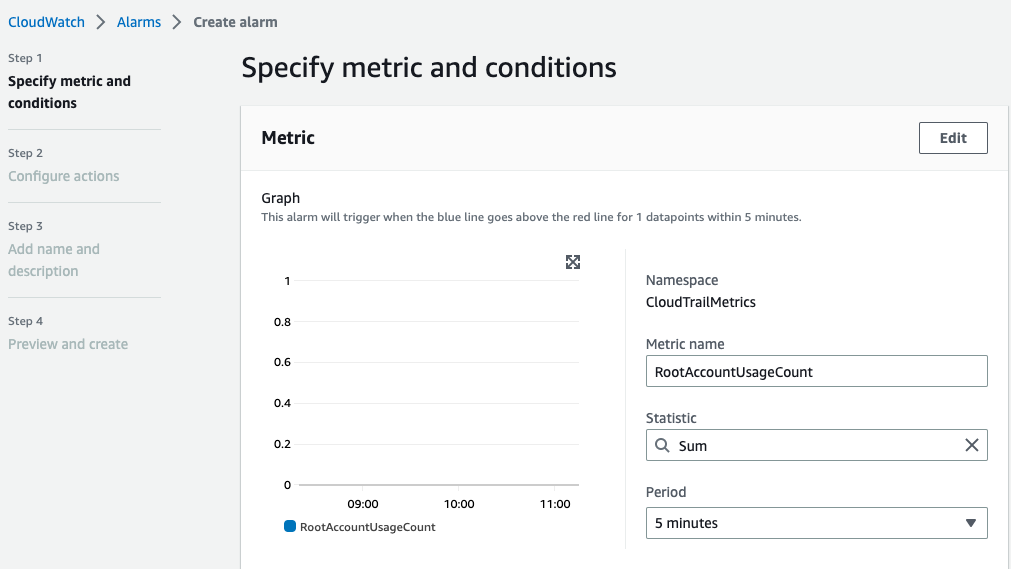 CloudWatch > Alarms > Create alarm
Step 1
Specify metric and
conditions
Step 2
Configure actions
Step 3
Add name and
description
Step 4
Preview and create
Specify metric and conditions
Metric
Edit
Graph
This alarm will trigger when the blue line goes above the red line for 1 datapoints within 5 minutes.
1
0.8
0.6
0.4
0.2
0
09:00 10:00 11:00
RootAccountUsageCount
Namespace
CloudTrailMetrics
Metric name
RootAccountUsageCount
Statistic
Sum
Period
5 minutes